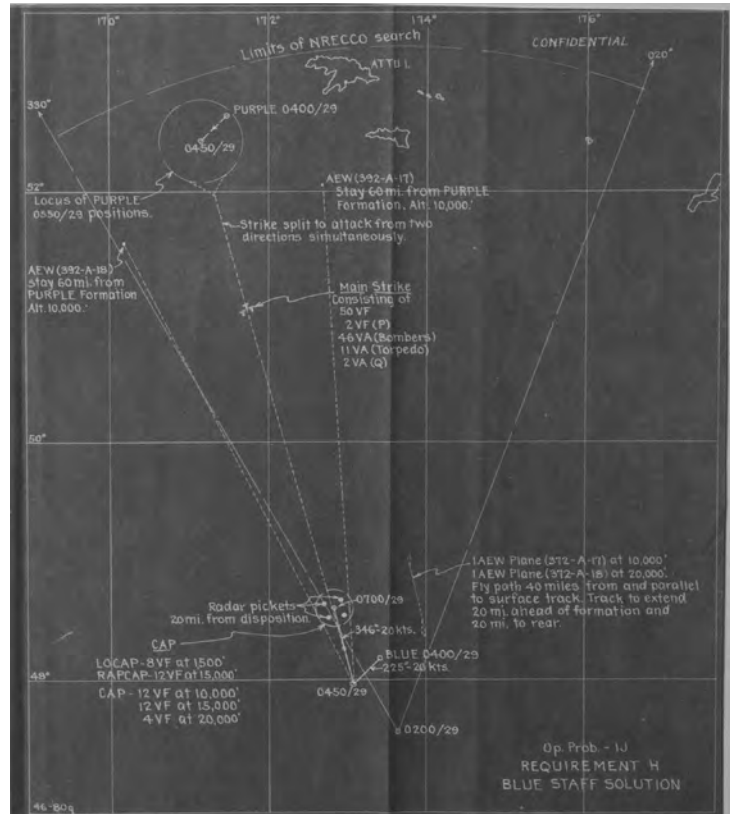 170°
172°
174°
176°
Limits of NRECCO search
CONFIDENTIAL
020°
ATTU I.
330°
PURPLE 0400/29
0450/29
AEW (392-A-17)
Stay 60 mi. from PURPLE
Formation. Alt. 10,000.'
52°
Locus of PURPLE
0550/29 positions.
Strike split to attack from two
directions simultaneously.
AEW (392-A-18)
Stay 60 mi. from
PURPLE Formation
Alt. 10,000.'
Main Strike
Consisting of
50 VF
2 VF (P)
46 VA (Bombers)
11 VA (Torpedo)
2 VA (Q)
50°
1 AEW Plane (372-A-17) at 10,000'
1 AEW Plane (372-A-18) at 20,000.'
Fly path 40 miles from and parallel
to surface track. Track to extend
20 mi. ahead of formation and
20 mi. to rear.
0700/29
Radar pickets
20 mi. from disposition.
346°-20 kts.
CAP
LOCAP-8 VF at 1,500'
RAPCAP-12 VF at 15,000'
CAP-12 VF at 10,000'
12 VF at 15,000'
4 VF at 20,000'
BLUE 0400/29
225°-20 kts.
48°
0450/29
0200/29
Op. Prob. - IJ
REQUIREMENT H
BLUE STAFF SOLUTION